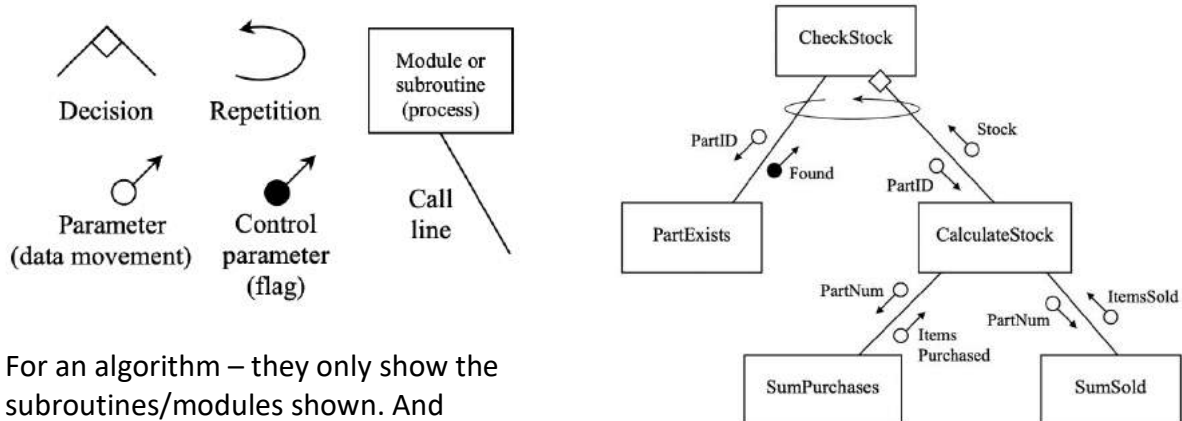 Decision
Repetition
Module or
subroutine
(process)
Parameter
(data movement)
Control
parameter
(flag)
Call
line
For an algorithm – they only show the
subroutines/modules shown. And
CheckStock
PartID
Found
Stock
PartID
PartExists
CalculateStock
PartNum
Items
Purchased
PartNum
ItemsSold
SumPurchases
SumSold